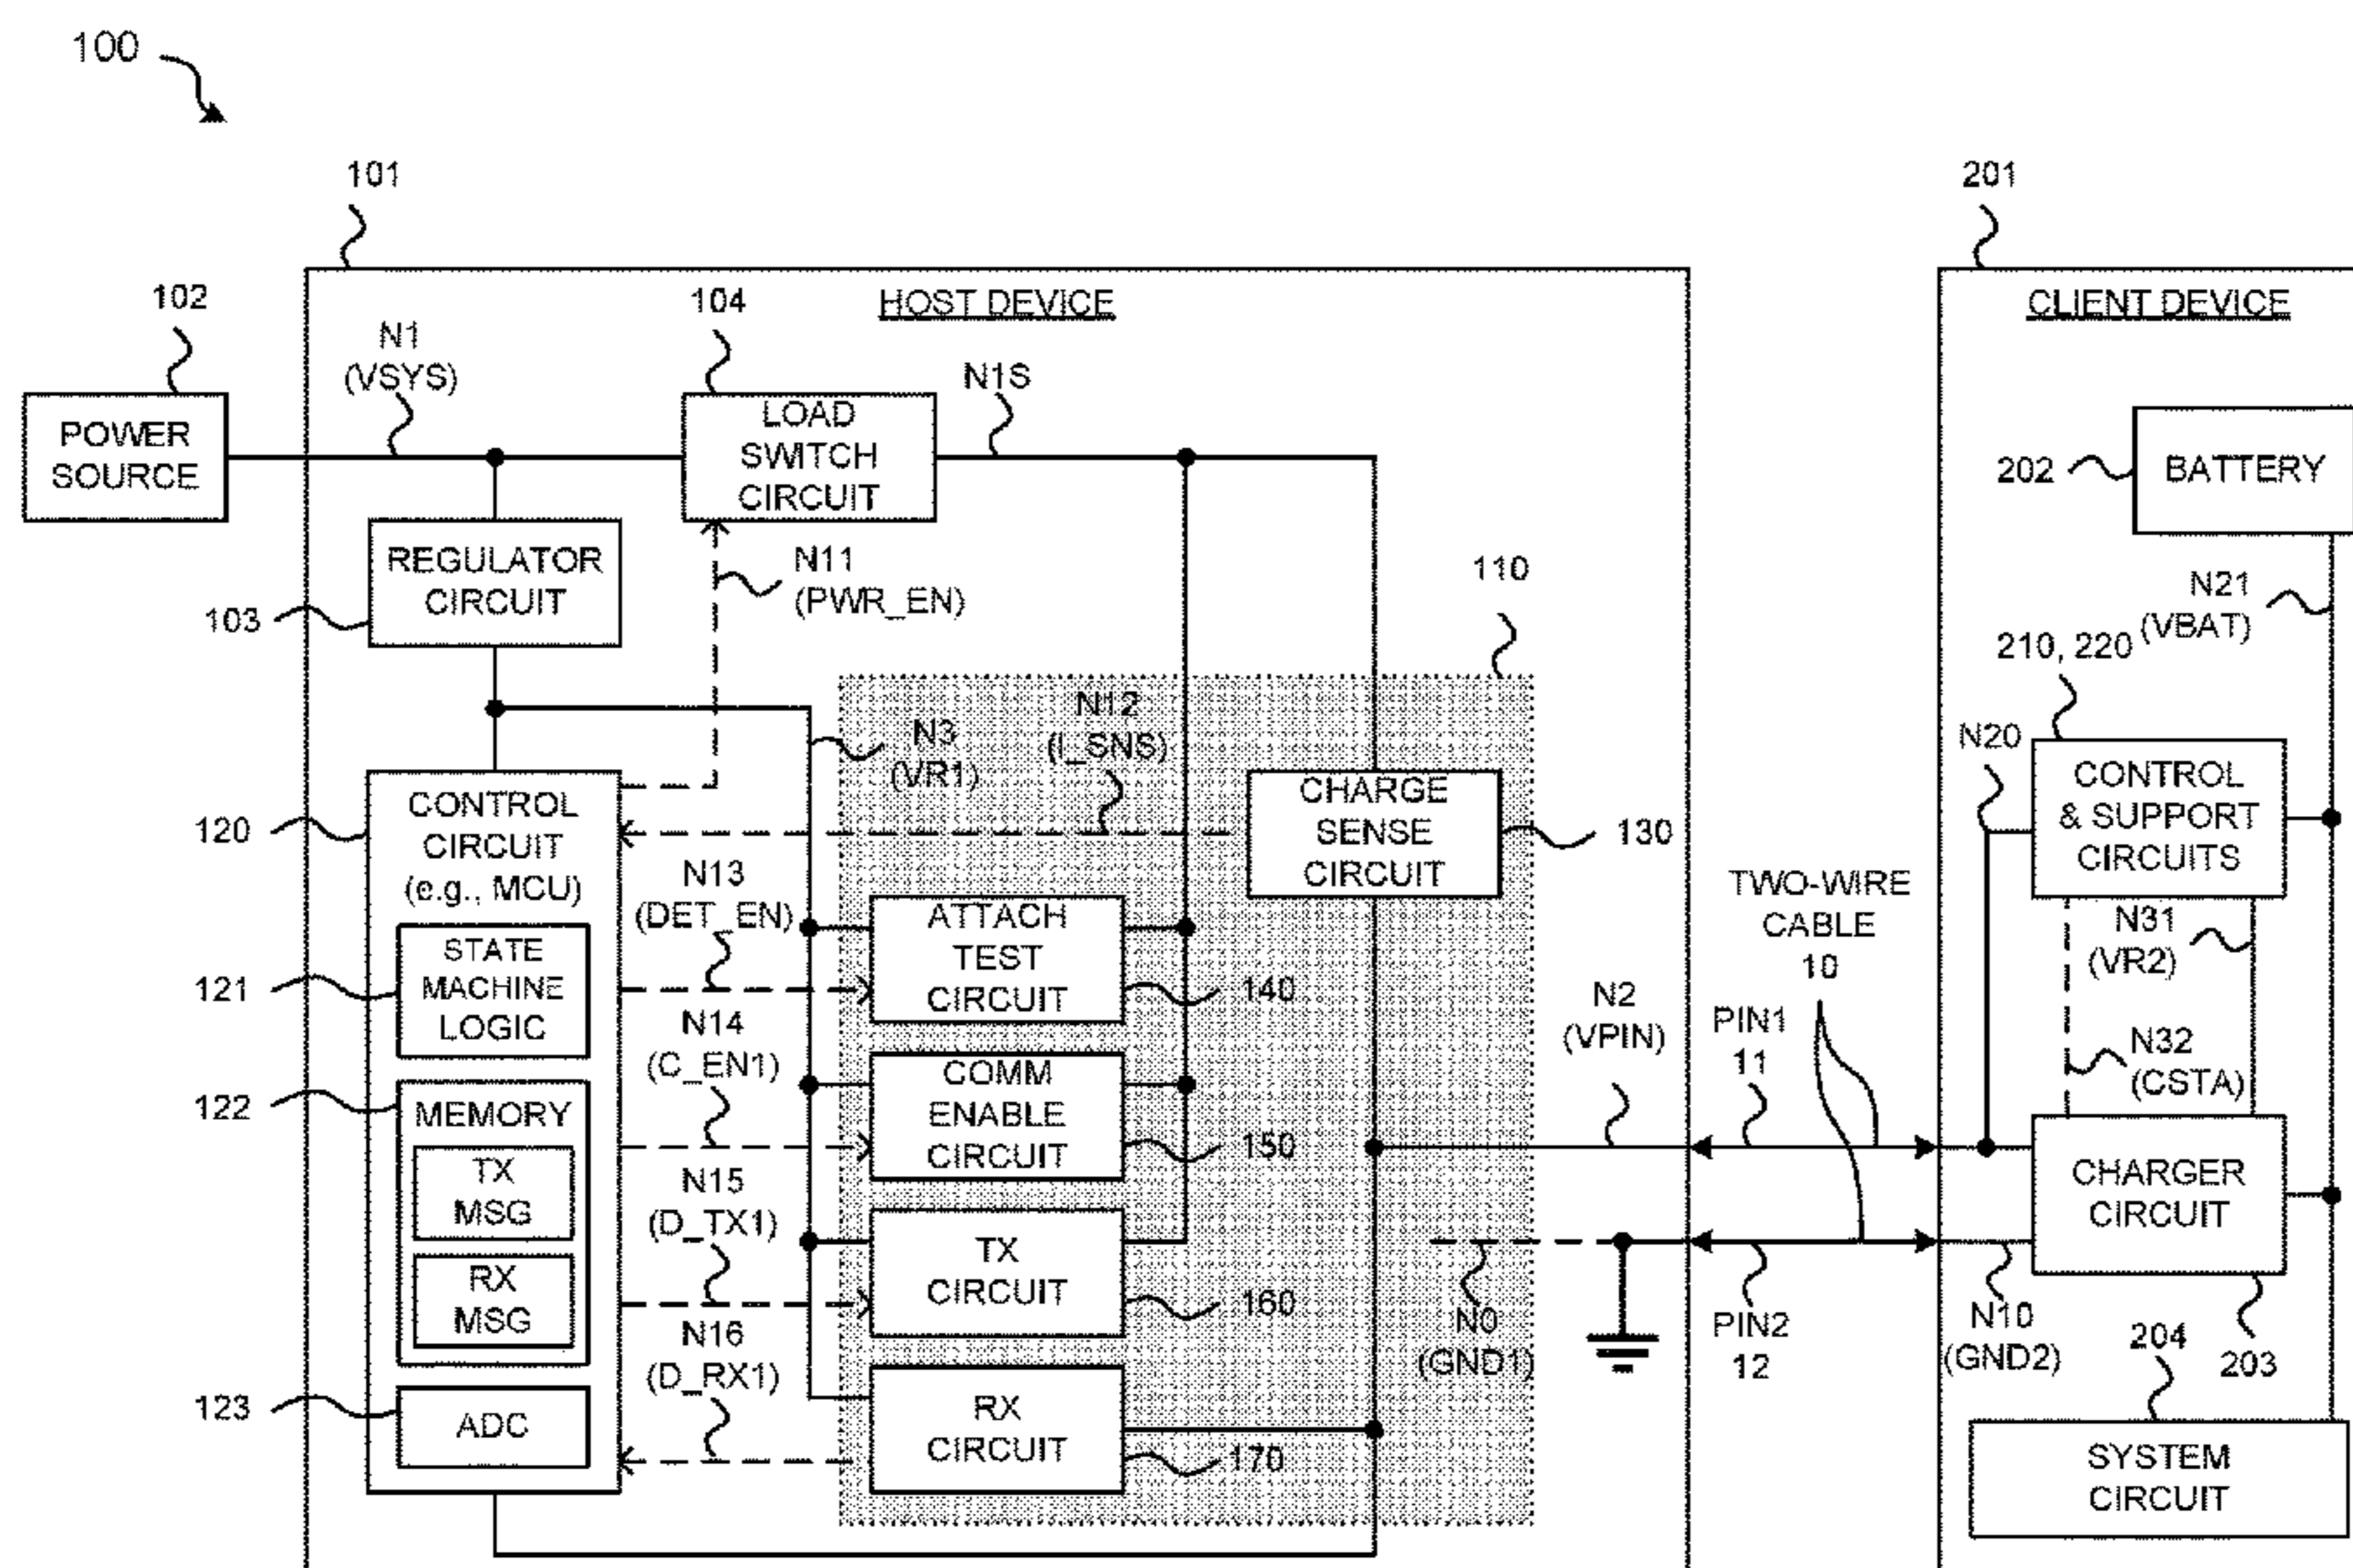 100
101
201
102
104
HOST DEVICE
CLIENT DEVICE
N1
(VSYS)
N1S
POWER
SOURCE
LOAD
SWITCH
CIRCUIT
202
BATTERY
REGULATOR
CIRCUIT
103
N11
(PWR_EN)
110
N21
(VBAT)
210, 220
N3
(VR1)
N12
(I_SNS)
N20
120
CONTROL
CIRCUIT
(e.g., MCU)
CHARGE
SENSE
CIRCUIT
130
CONTROL
& SUPPORT
CIRCUITS
N13
(DET_EN)
ATTACH
TEST
CIRCUIT
140
TWO-WIRE
CABLE
10
N31
(VR2)
121
STATE
MACHINE
LOGIC
N14
(C_EN1)
N2
(VPIN)
PIN1
11
N32
(CSTA)
122
MEMORY
TX
MSG
RX
MSG
COMM
ENABLE
CIRCUIT
150
CHARGER
CIRCUIT
N15
(D_TX1)
TX
CIRCUIT
160
N0
(GND1)
PIN2
12
N10
(GND2)
203
204
N16
(D_RX1)
123
ADC
RX
CIRCUIT
170
SYSTEM
CIRCUIT